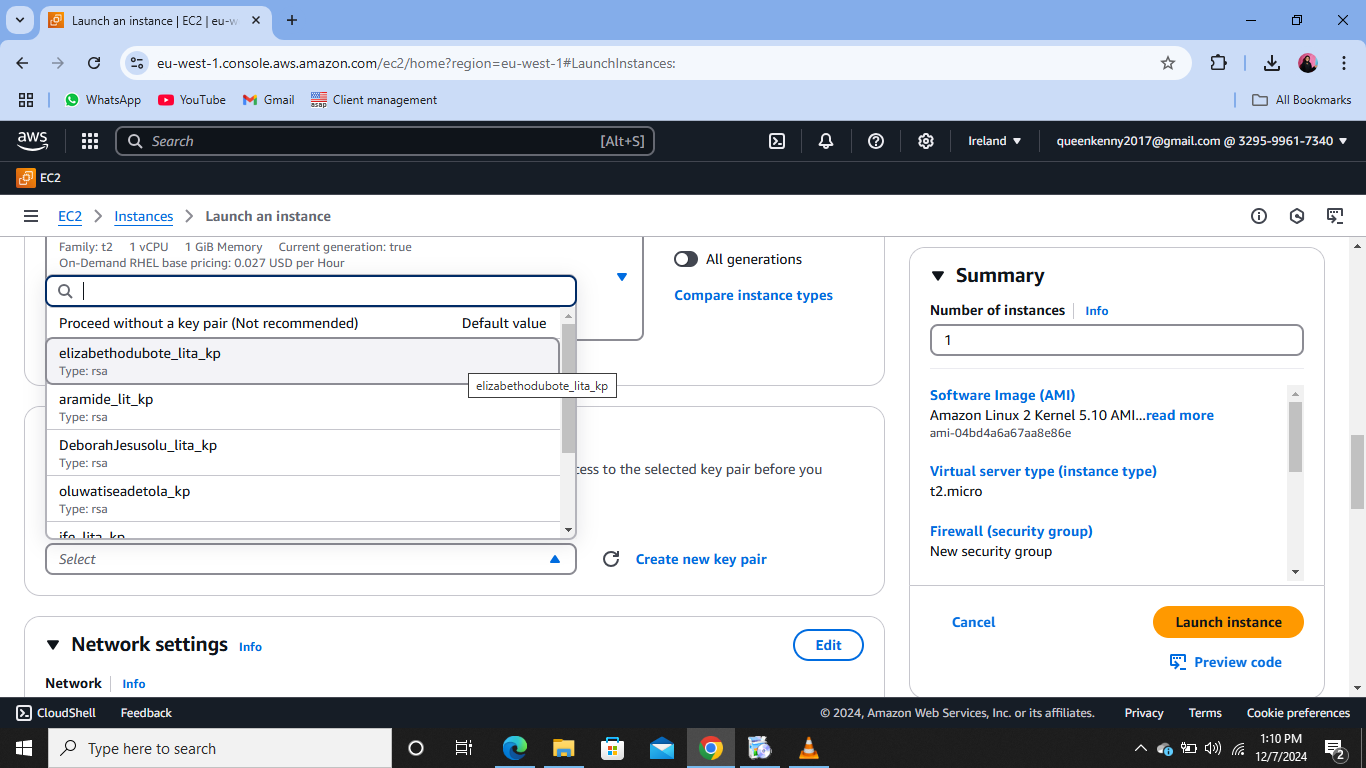 Launch an instance | EC2 | eu-w
eu-west-1.console.aws.amazon.com/ec2/home?region=eu-west-1#LaunchInstances:
WhatsApp
YouTube
Gmail
asap
Client management
All Bookmarks
aws
Search
[Alt+S]
Ireland
queenkenny2017@gmail.com @ 3295-9961-7340
EC2
EC2
Instances
Launch an instance
Family: t2 1 vCPU 1 GiB Memory Current generation: true
On-Demand RHEL base pricing: 0.027 USD per Hour
All generations
Compare instance types
Proceed without a key pair (Not recommended)
Default value
elizabethodubote_lita_kp
Type: rsa
elizabethodubote_lita_kp
aramide_lit_kp
Type: rsa
DeborahJesusolu_lita_kp
Type: rsa
cess to the selected key pair before you
oluwatiseadetola_kp
Type: rsa
ife_lita_kp
Select
Create new key pair
Network settings
Info
Edit
Network
Info
Summary
Number of instances
Info
1
Software Image (AMI)
Amazon Linux 2 Kernel 5.10 AMI...read more
ami-04bd4a6a67aa8e86e
Virtual server type (instance type)
t2.micro
Firewall (security group)
New security group
Cancel
Launch instance
Preview code
CloudShell
Feedback
© 2024, Amazon Web Services, Inc. or its affiliates.
Privacy
Terms
Cookie preferences
Type here to search
1:10 PM
12/7/2024
2